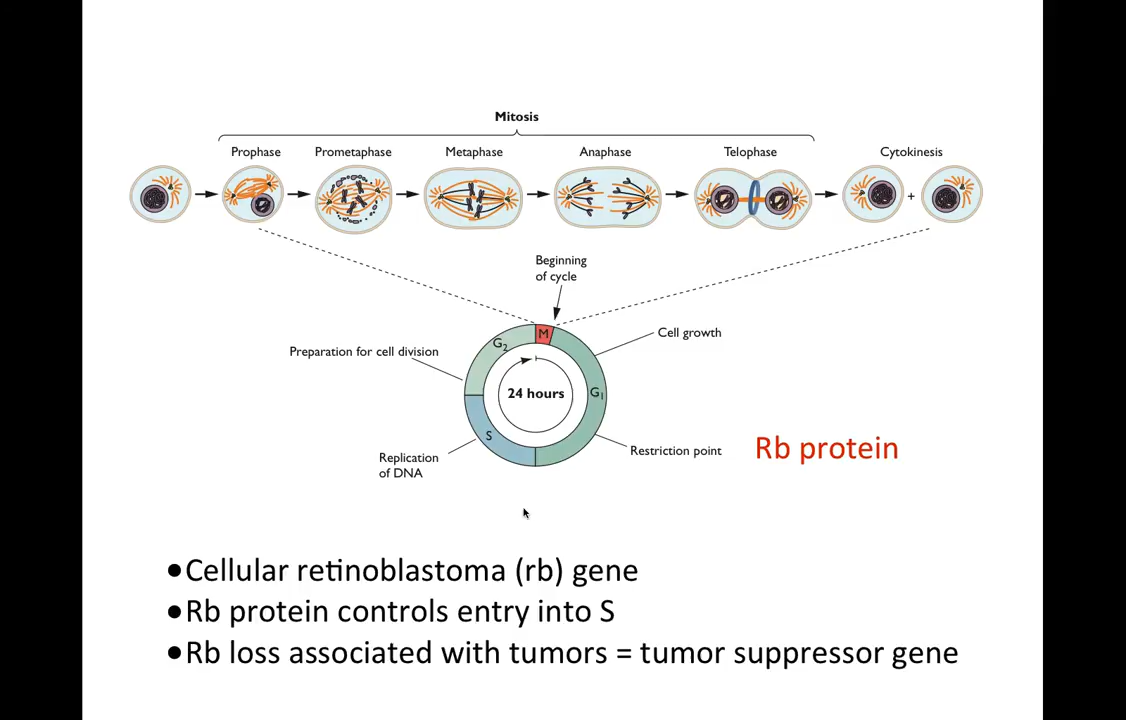 Mitosis
Prophase Prometaphase Metaphase Anaphase Telophase Cytokinesis
+
Beginning
of cycle
M
G2
Cell growth
Preparation for cell division
24 hours
G1
S
Restriction point
Rb protein
Replication
of DNA
•Cellular retinoblastoma (rb) gene
•Rb protein controls entry into S
•Rb loss associated with tumors = tumor suppressor gene